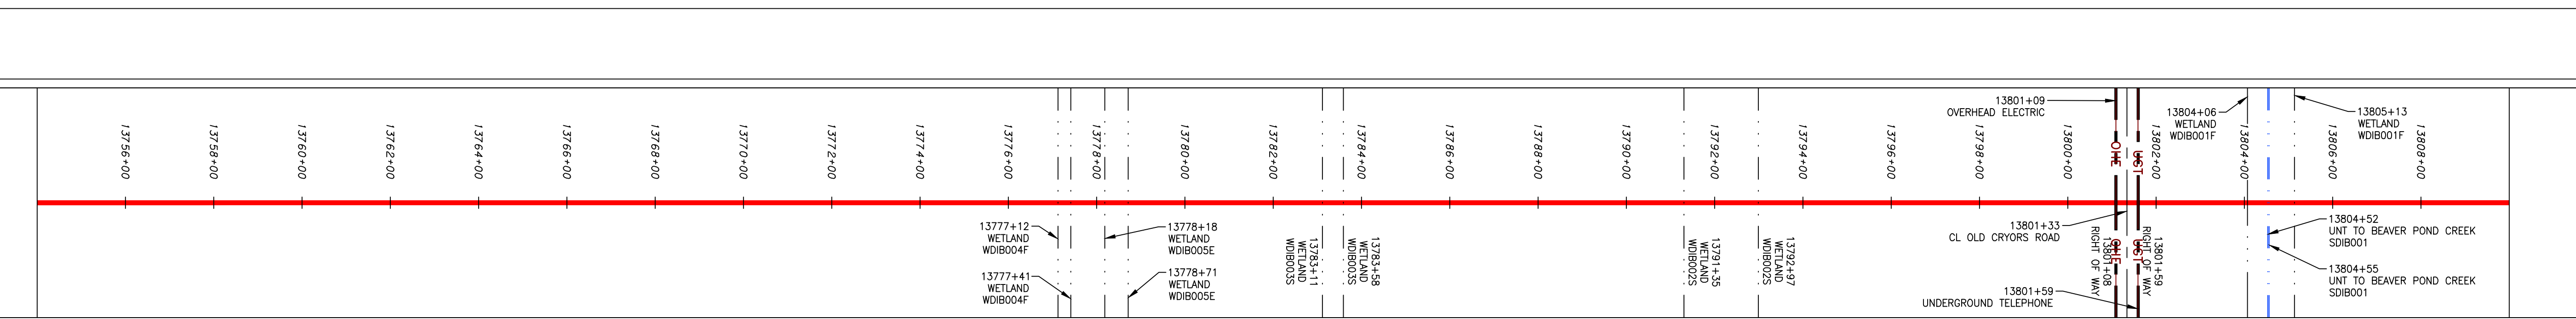 13756+00
13758+00
13760+00
13762+00
13764+00
13766+00
13768+00
13770+00
13772+00
13774+00
13776+00
13778+00
13780+00
13782+00
13784+00
13786+00
13788+00
13790+00
13792+00
13794+00
13796+00
13798+00
13800+00
13802+00
13804+00
13806+00
13808+00
13777+12
WETLAND
WDIB004F
13777+41
WETLAND
WDIB004F
13778+18
WETLAND
WDIB005E
13778+71
WETLAND
WDIB005E
13783+11
WETLAND
WDIB003S
13783+58
WETLAND
WDIB003S
13791+35
WETLAND
WDIB002S
13792+97
WETLAND
WDIB002S
13801+09
OVERHEAD ELECTRIC
13801+33
CL OLD CRYORS ROAD
13801+59
UNDERGROUND TELEPHONE
13801+08
RIGHT OF WAY
OHE
OHE
UGT
UGT
13801+59
RIGHT OF WAY
13804+06
WETLAND
WDIB001F
13805+13
WETLAND
WDIB001F
13804+52
UNT TO BEAVER POND CREEK
SDIB001
13804+55
UNT TO BEAVER POND CREEK
SDIB001